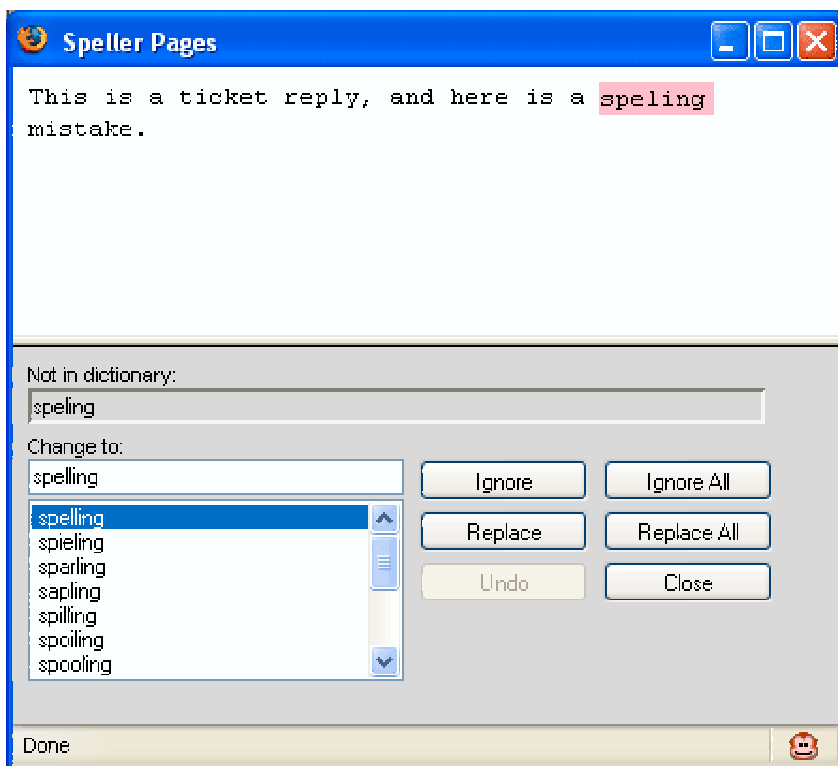 Speller Pages
This is a ticket reply, and here is a speling
mistake.
Not in dictionary:
speling
Change to:
spelling
Ignore
Ignore All
spelling
spieling
sparling
sapling
spilling
spoiling
spooling
Replace
Replace All
Undo
Close
Done